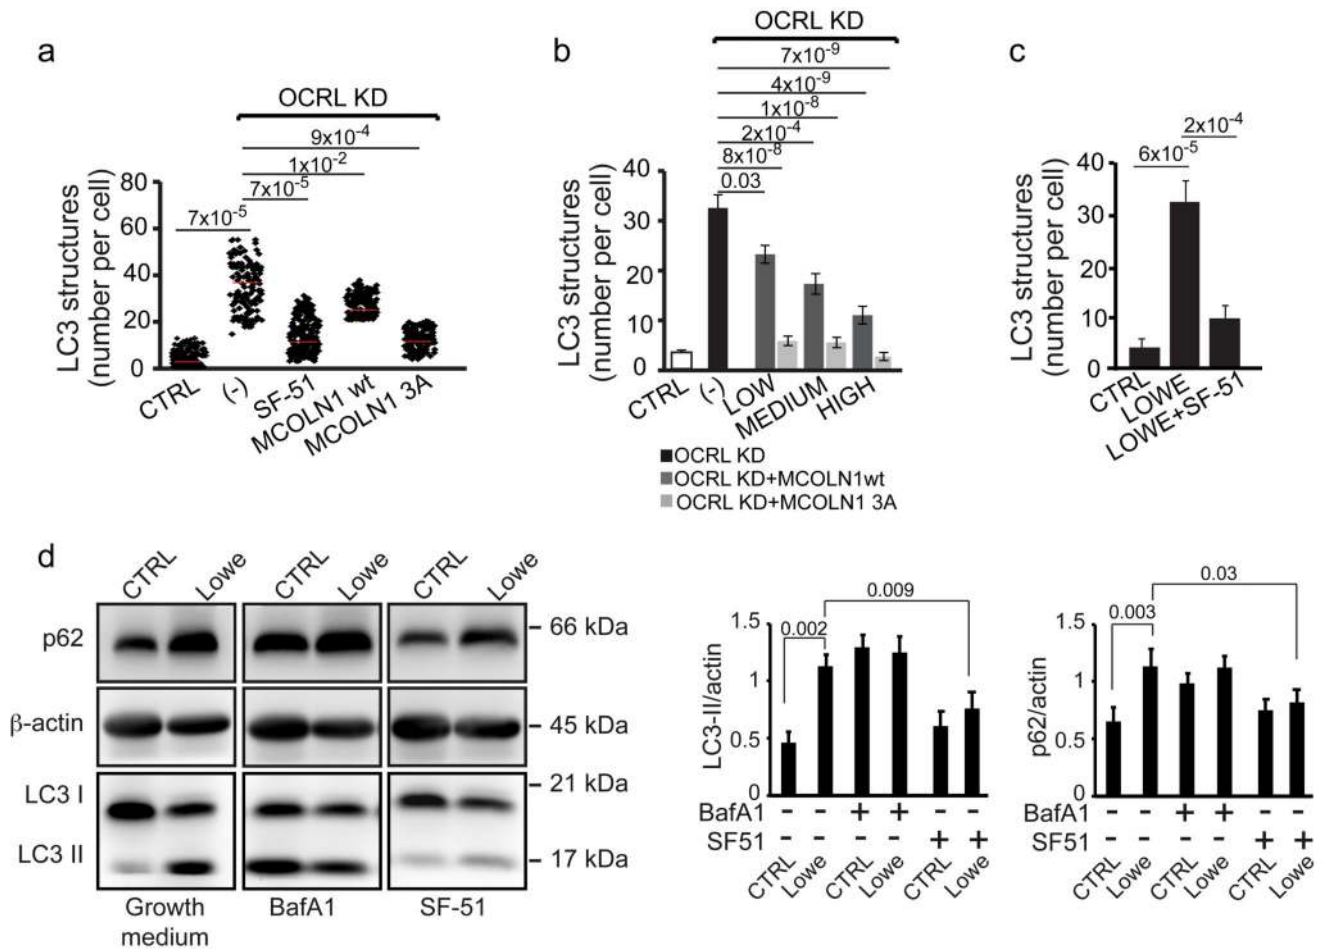 a
OCRL KD
9x10-4
1x10-2
7x10-5
7x10-5
LC3 structures
(number per cell)
80
60
40
20
0
CTRL
(-)
SF-51
MCOLN1 wt
MCOLN1 3A
b
OCRL KD
7x10-9
4x10-9
1x10-8
2x10-4
8x10-8
0.03
LC3 structures
(number per cell)
40
30
20
10
0
CTRL
(-)
LOW
MEDIUM
HIGH
OCRL KD
OCRL KD+MCOLN1wt
OCRL KD+MCOLN1 3A
c
2x10-4
6x10-5
LC3 structures
(number per cell)
40
30
20
10
0
CTRL
LOWE
LOWE+SF-51
d
CTRL Lowe CTRL Lowe CTRL Lowe
p62
66 kDa
β-actin
45 kDa
LC3 I
21 kDa
LC3 II
17 kDa
Growth medium
BafA1
SF-51
0.009
0.002
LC3-II/actin
1.5
1
0.5
0
BafA1 - - + + - -
SF51 - - - - + +
CTRL Lowe CTRL Lowe CTRL Lowe
0.03
0.003
p62/actin
1.5
1
0.5
0
BafA1 - - + + - -
SF51 - - - - + +
CTRL Lowe CTRL Lowe CTRL Lowe